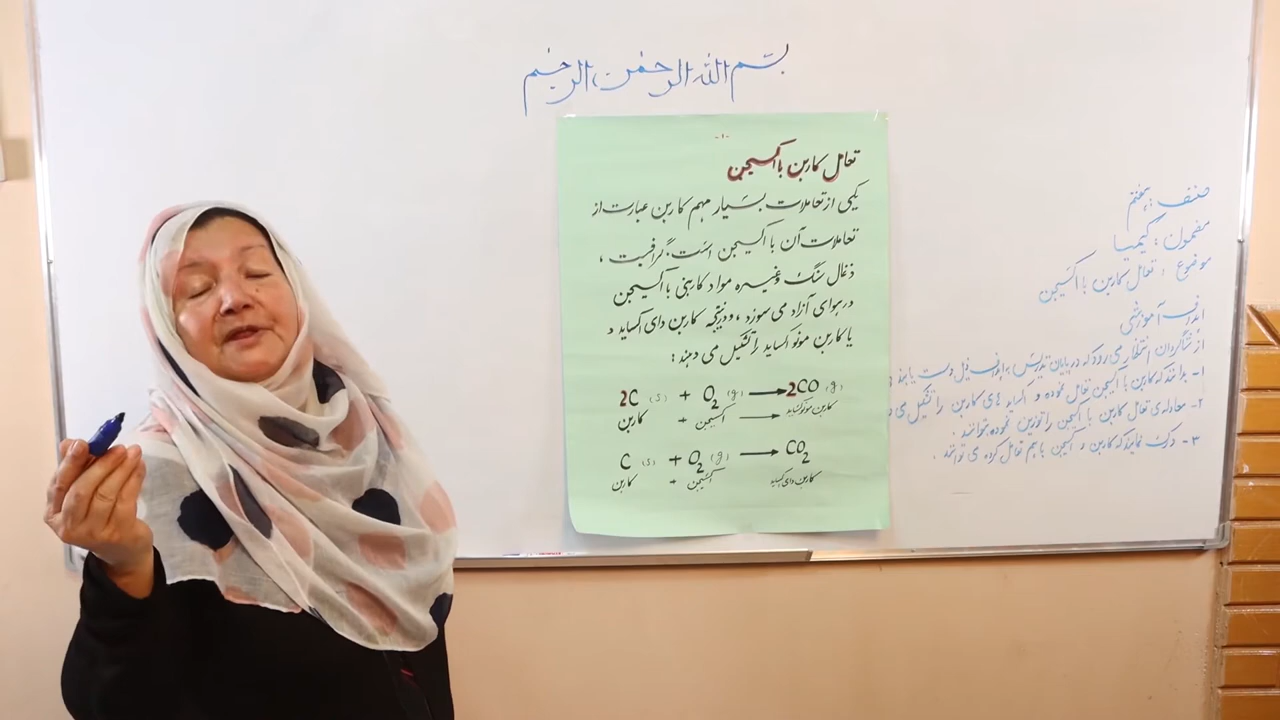 بسم الله الرحمن الرحیم
-۱-
تعامل کاربن با اکسیجن
یکی از تعاملات بسیار مهم کاربن عبارت از
تعاملات آن با اکسیجن است. گرافیت ،
ذغال سنگ وغیره مواد کاربنی با اکسیجن
در هوای آزاد می سوزد ، و در نتیجه کاربن دای اکساید و
یا کاربن مونو اکساید را تشکیل می دهند :
2C (s) + O2 (g) → 2CO (g)
کاربن + اکسیجن → کاربن مونو اکساید
C (s) + O2 (g) → CO2
کاربن + اکسیجن کاربن دای اکساید
صنف : هفتم
مضمون : کیمیا
موضوع : تعامل کاربن با اکسیجن
اهداف آموزشی
از شاگردان انتظار می رود که در پایان تدریس به اهداف ذیل دست یابند
۱- بدانند که کاربن با اکسیجن تعامل نموده و اکساید های کاربن را تشکیل می د
۲- معادله ی تعامل کاربن با اکسیجن را توزین نموده بتوانند .
۳- درک نمایند که کاربن و اکسیجن باهم تعامل کرده می توانند .